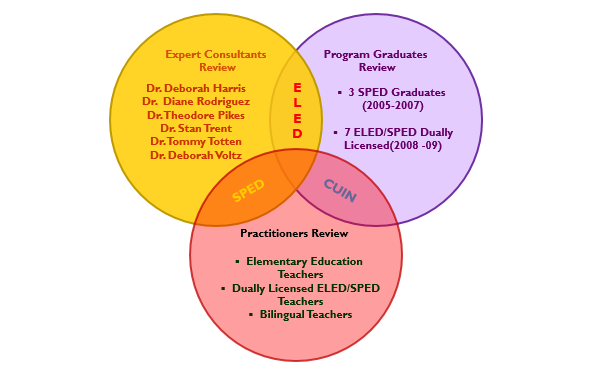 Expert Consultants
Review
Dr. Deborah Harris
Dr. Diane Rodriguez
Dr. Theodore Pikes
Dr. Stan Trent
Dr. Tommy Totten
Dr. Deborah Voltz
E
L
E
D
Program Graduates
Review
▪ 3 SPED Graduates
(2005-2007)
▪ 7 ELED/SPED Dually
Licensed(2008 -09)
SPED
CUIN
Practitioners Review
▪ Elementary Education
Teachers
▪ Dually Licensed ELED/SPED
Teachers
▪ Bilingual Teachers